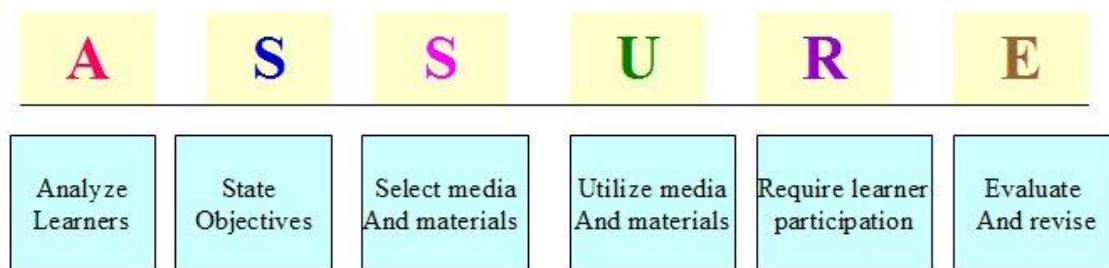 A S S U R E
Analyze
Learners
State
Objectives
Select media
And materials
Utilize media
And materials
Require learner
participation
Evaluate
And revise